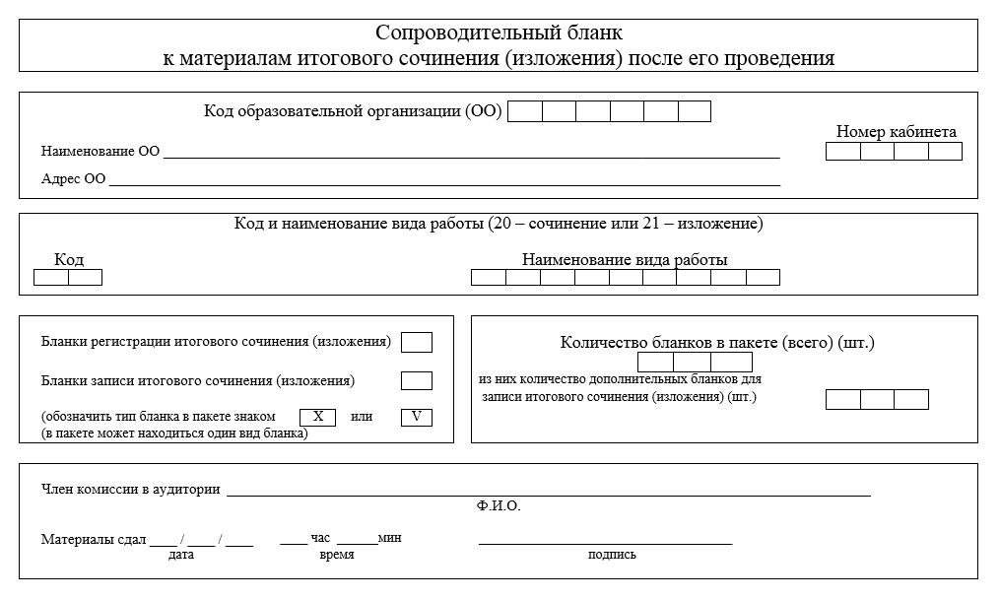 Сопроводительный бланк
к материалам итогового сочинения (изложения) после его проведения
Код образовательной организации (ОО)
Номер кабинета
Наименование ОО
Адрес ОО
Код и наименование вида работы (20 – сочинение или 21 – изложение)
Код
Наименование вида работы
Бланки регистрации итогового сочинения (изложения)
Бланки записи итогового сочинения (изложения)
(обозначить тип бланка в пакете знаком X или V
(в пакете может находиться один вид бланка)
Количество бланков в пакете (всего) (шт.)
из них количество дополнительных бланков для
записи итогового сочинения (изложения) (шт.)
Член комиссии в аудитории
Ф.И.О.
Материалы сдал ____ / ____ / ____ ____ час ______мин
дата время подпись